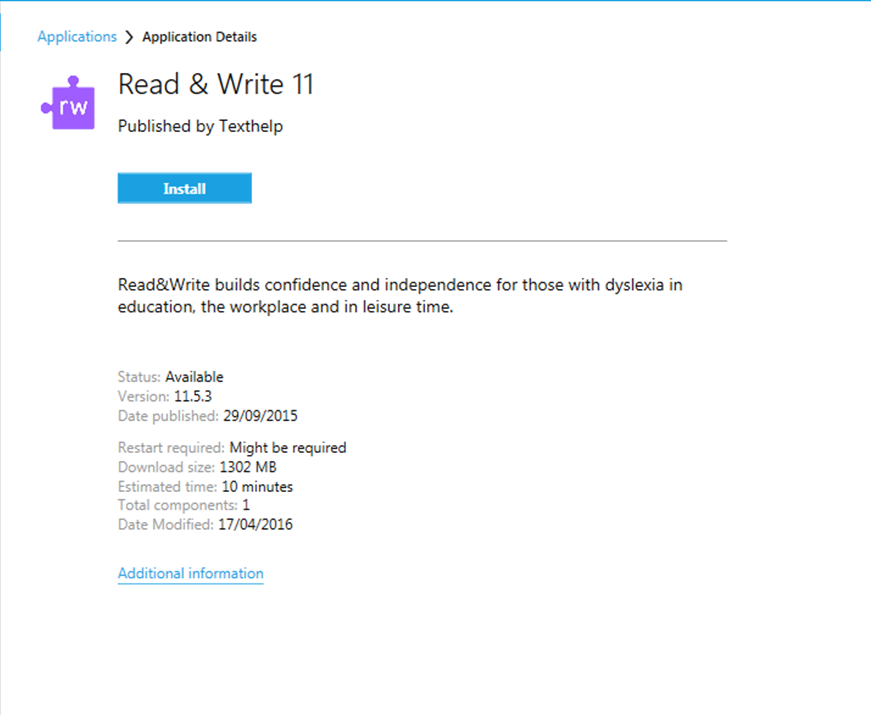 Applications > Application Details
rw
Read & Write 11
Published by Texthelp
Install
Read&Write builds confidence and independence for those with dyslexia in
education, the workplace and in leisure time.
Status: Available
Version: 11.5.3
Date published: 29/09/2015
Restart required: Might be required
Download size: 1302 MB
Estimated time: 10 minutes
Total components: 1
Date Modified: 17/04/2016
Additional information